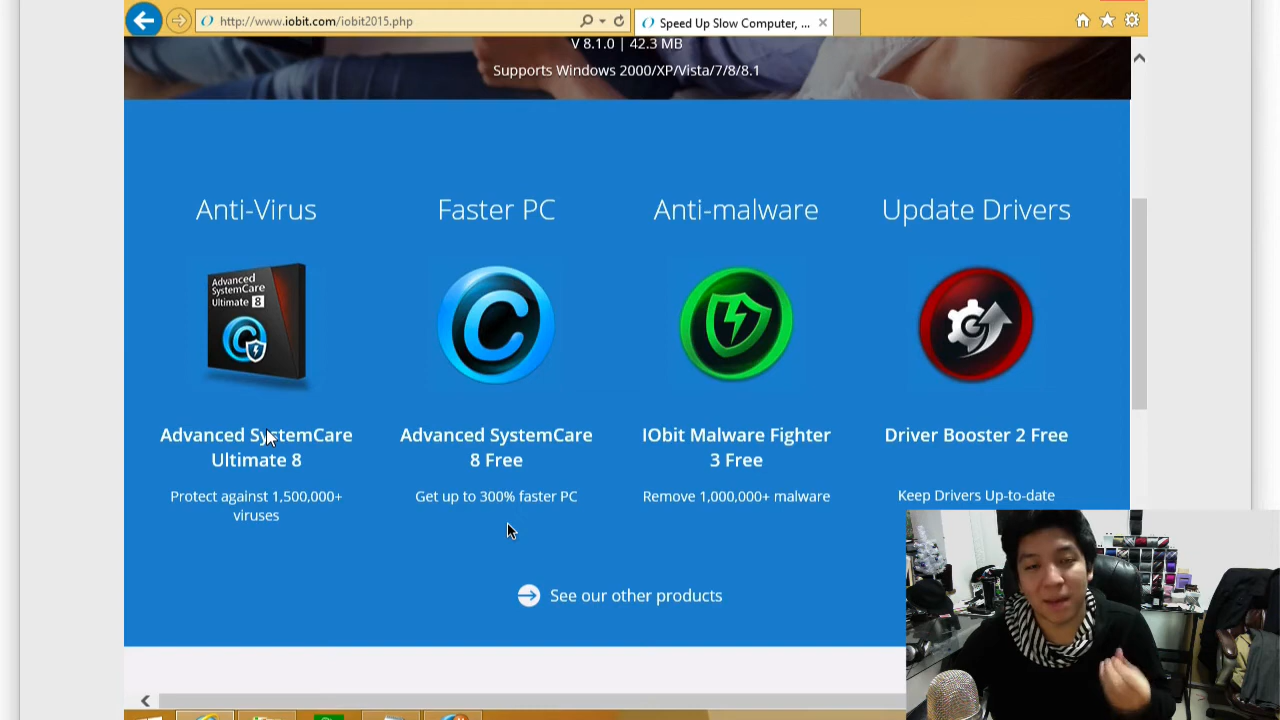 http://www.iobit.com/iobit2015.php
Speed Up Slow Computer, ...
V 8.1.0 | 42.3 MB
Supports Windows 2000/XP/Vista/7/8/8.1
Anti-Virus
Faster PC
Anti-malware
Update Drivers
Advanced
SystemCare
Ultimate 8
Advanced SystemCare
Ultimate 8
Advanced SystemCare
8 Free
IObit Malware Fighter
3 Free
Driver Booster 2 Free
Protect against 1,500,000+
viruses
Get up to 300% faster PC
Remove 1,000,000+ malware
Keep Drivers Up-to-date
See our other products